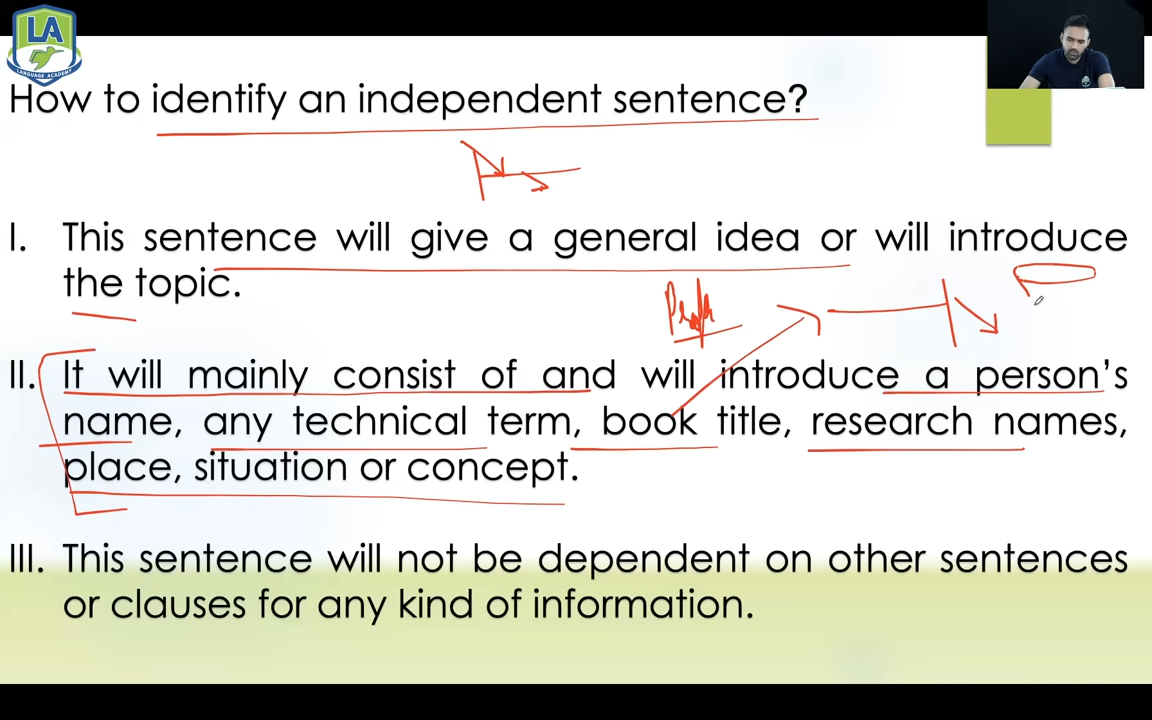 LA
LANGUAGE ACADEMY
How to identify an independent sentence?
I. This sentence will give a general idea or will introduce
the topic.
II. It will mainly consist of and will introduce a person's
name, any technical term, book title, research names,
place, situation or concept.
III. This sentence will not be dependent on other sentences
or clauses for any kind of information.